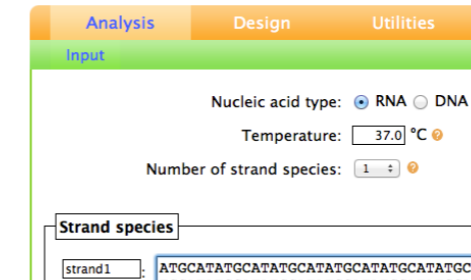 Analysis Design Utilities
Input
Nucleic acid type: RNA DNA
Temperature: 37.0 °C ?
Number of strand species: 1 ?
Strand species
strand1 : ATGCATATGCATATGCATATGCATATGCATATGC